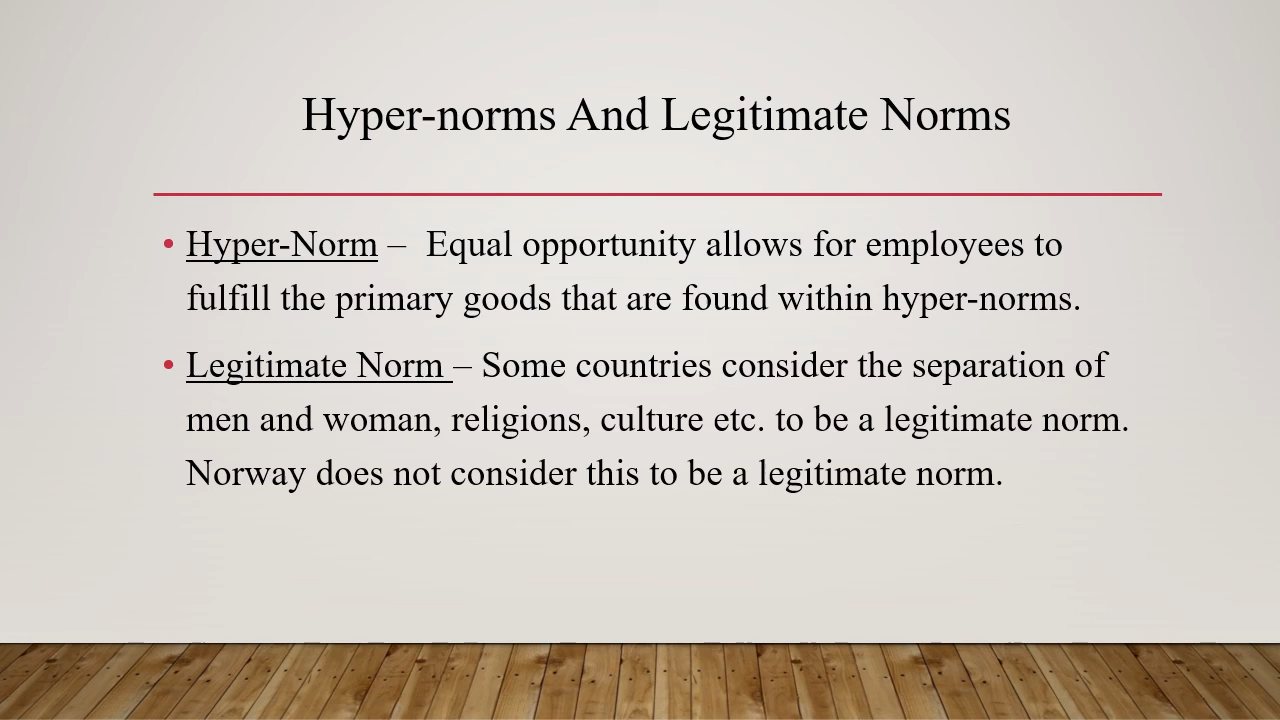 Hyper-norms And Legitimate Norms
• Hyper-Norm –  Equal opportunity allows for employees to
fulfill the primary goods that are found within hyper-norms.
• Legitimate Norm – Some countries consider the separation of
men and woman, religions, culture etc. to be a legitimate norm.
Norway does not consider this to be a legitimate norm.